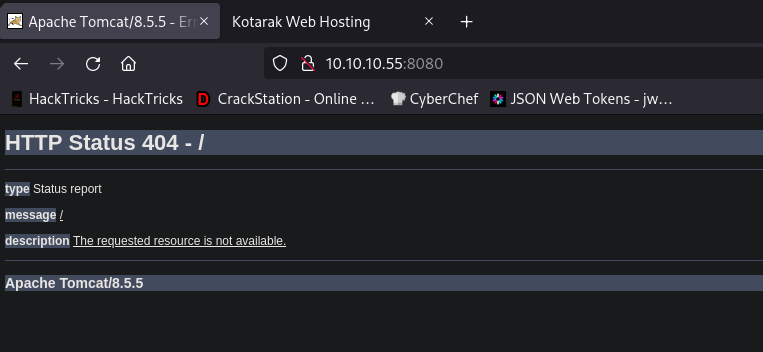 Apache Tomcat/8.5.5 - Err
Kotarak Web Hosting
10.10.10.55:8080
HackTricks - HackTricks
CrackStation - Online …
CyberChef
JSON Web Tokens - jw…
HTTP Status 404 - /
type Status report
message /
description The requested resource is not available.
Apache Tomcat/8.5.5